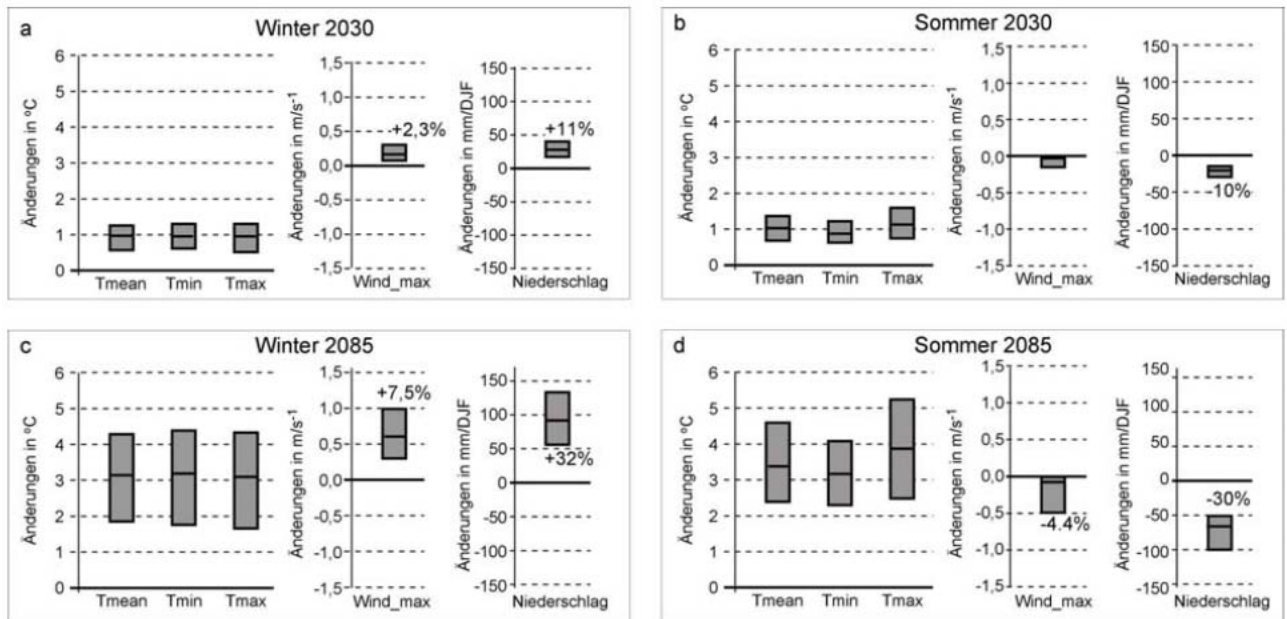 a
Winter 2030
Änderungen in °C
6
5
4
3
2
1
0
Tmean Tmin Tmax
Änderungen in m/s⁻¹
1,5
1,0
0,5
0,0
-0,5
-1,0
-1,5
+2,3%
Wind_max
Änderungen in mm/DJF
150
100
50
0
-50
-100
-150
+11%
Niederschlag
b
Sommer 2030
Änderungen in °C
6
5
4
3
2
1
0
Tmean Tmin Tmax
Änderungen in m/s⁻¹
1,5
1,0
0,5
0,0
-0,5
-1,0
-1,5
Wind_max
Änderungen in mm/DJF
150
100
50
0
-50
-100
-150
-10%
Niederschlag
c
Winter 2085
Änderungen in °C
6
5
4
3
2
1
0
Tmean Tmin Tmax
Änderungen in m/s⁻¹
1,5
1,0
0,5
0,0
-0,5
-1,0
-1,5
+7,5%
Wind_max
Änderungen in mm/DJF
150
100
50
0
-50
-100
-150
+32%
Niederschlag
d
Sommer 2085
Änderungen in °C
6
5
4
3
2
1
0
Tmean Tmin Tmax
Änderungen in m/s⁻¹
1,5
1,0
0,5
0,0
-0,5
-1,0
-1,5
-4.4%
Wind_max
Änderungen in mm/DJF
150
100
50
0
-50
-100
-150
-30%
Niederschlag